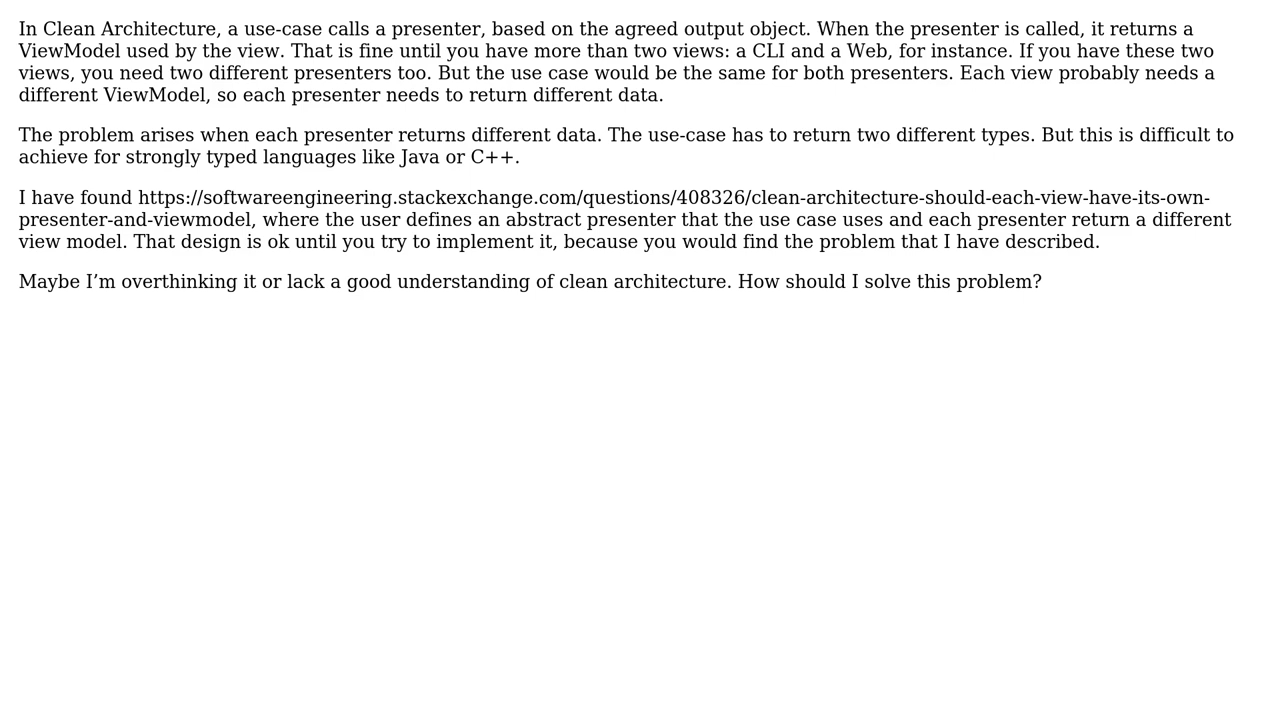 In Clean Architecture, a use-case calls a presenter, based on the agreed output object. When the presenter is called, it returns a
ViewModel used by the view. That is fine until you have more than two views: a CLI and a Web, for instance. If you have these two
views, you need two different presenters too. But the use case would be the same for both presenters. Each view probably needs a
different ViewModel, so each presenter needs to return different data.
The problem arises when each presenter returns different data. The use-case has to return two different types. But this is difficult to
achieve for strongly typed languages like Java or C++.
I have found https://softwareengineering.stackexchange.com/questions/408326/clean-architecture-should-each-view-have-its-own-
presenter-and-viewmodel, where the user defines an abstract presenter that the use case uses and each presenter return a different
view model. That design is ok until you try to implement it, because you would find the problem that I have described.
Maybe I’m overthinking it or lack a good understanding of clean architecture. How should I solve this problem?